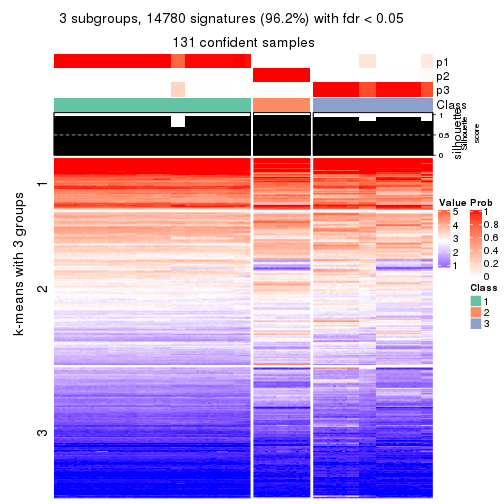 3 subgroups, 14780 signatures (96.2%) with fdr < 0.05
131 confident samples
p1
p2
p3
Class
1
0.5
0
silhouette
Silhouette
score
k-means with 3 groups
1
2
3
Value
5
4
3
2
1
Prob
1
0.8
0.6
0.4
0.2
0
Class
1
2
3